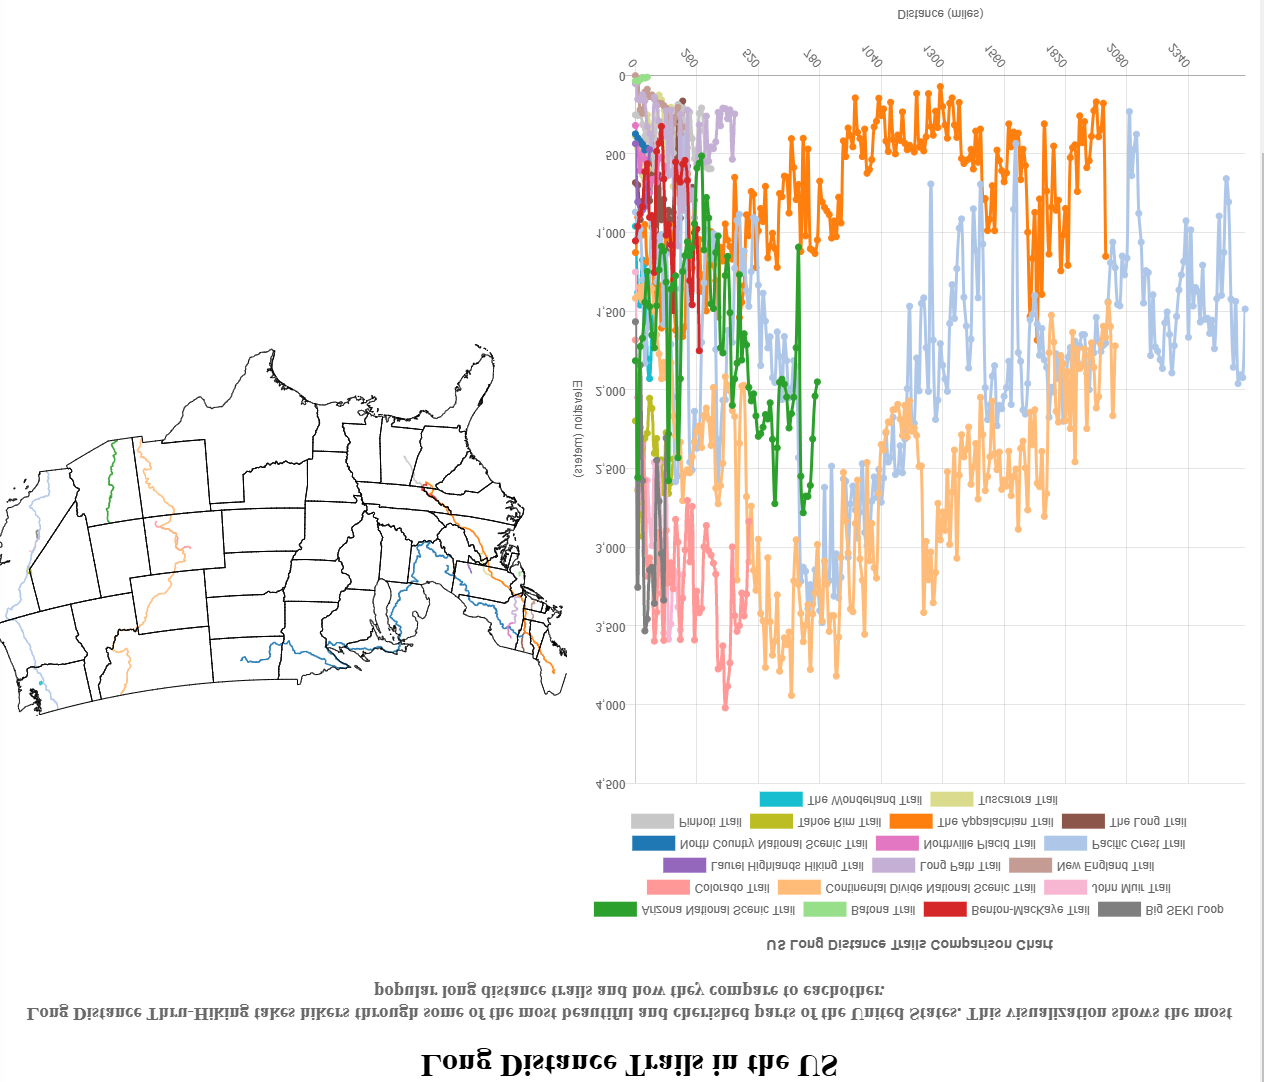 Long Distance Trails in the US
Long Distance Thru-Hiking takes hikers through some of the most beautiful and cherished parts of the United States. This visualization shows the most
popular long distance trails and how they compare to eachother.
US Long Distance Trails Comparison Chart
Arizona National Scenic Trail Batona Trail Benton-MacKaye Trail Big SEKI Loop
Colorado Trail Continental Divide National Scenic Trail John Muir Trail
Laurel Highlands Hiking Trail Long Path Trail New England Trail
North Country National Scenic Trail Northville Placid Trail Pacific Crest Trail
Pinhoti Trail Tahoe Rim Trail The Appalachian Trail The Long Trail
The Wonderland Trail Tuscarora Trail
4,500
4,000
3,500
3,000
2,500
Elevation (meters)
2,000
1,500
1,000
500
0
0 260 520 780 1040 1300 1560 1820 2080 2340
Distance (miles)